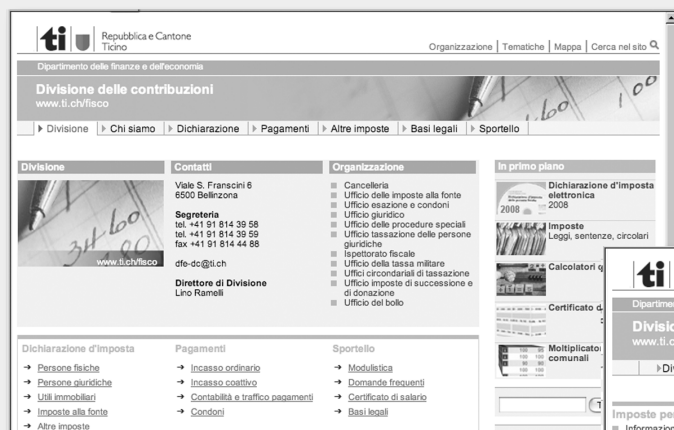 ti
Repubblica e Cantone
Ticino
Organizzazione | Tematiche | Mappa | Cerca nel sito
Dipartimento delle finanze e dell'economia
Divisione delle contribuzioni
www.ti.ch/fisco
Divisione
Chi siamo
Dichiarazione
Pagamenti
Altre imposte
Basi legali
Sportello
Divisione
www.ti.ch/fisco
Contatti
Viale S. Franscini 6
6500 Bellinzona
Segreteria
tel. +41 91 814 39 58
tel. +41 91 814 39 59
fax +41 91 814 44 88
dfe-dc@ti.ch
Direttore di Divisione
Lino Ramelli
Organizzazione
Cancelleria
Ufficio delle imposte alla fonte
Ufficio esazione e condoni
Ufficio giuridico
Ufficio delle procedure speciali
Ufficio tassazione delle persone
giuridiche
Ispettorato fiscale
Ufficio della tassa militare
Uffici circondariali di tassazione
Ufficio imposte di successione e
di donazione
Ufficio del bollo
In primo piano
2008
Dichiarazione d'imposta
elettronica
2008
Imposte
Leggi, sentenze, circolari
Calcolatori
Certificato d
Moltiplicator
comunali
Dichiarazione d'imposta
Persone fisiche
Persone giuridiche
Utili immobiliari
Imposte alla fonte
Altre imposte
Pagamenti
Incasso ordinario
Incasso coattivo
Contabilità e traffico pagamenti
Condoni
Sportello
Modulistica
Domande frequenti
Certificato di salario
Basi legali
ti
Dipartime
Divisio
www.ti.c
Di
Imposte pe
Informazion